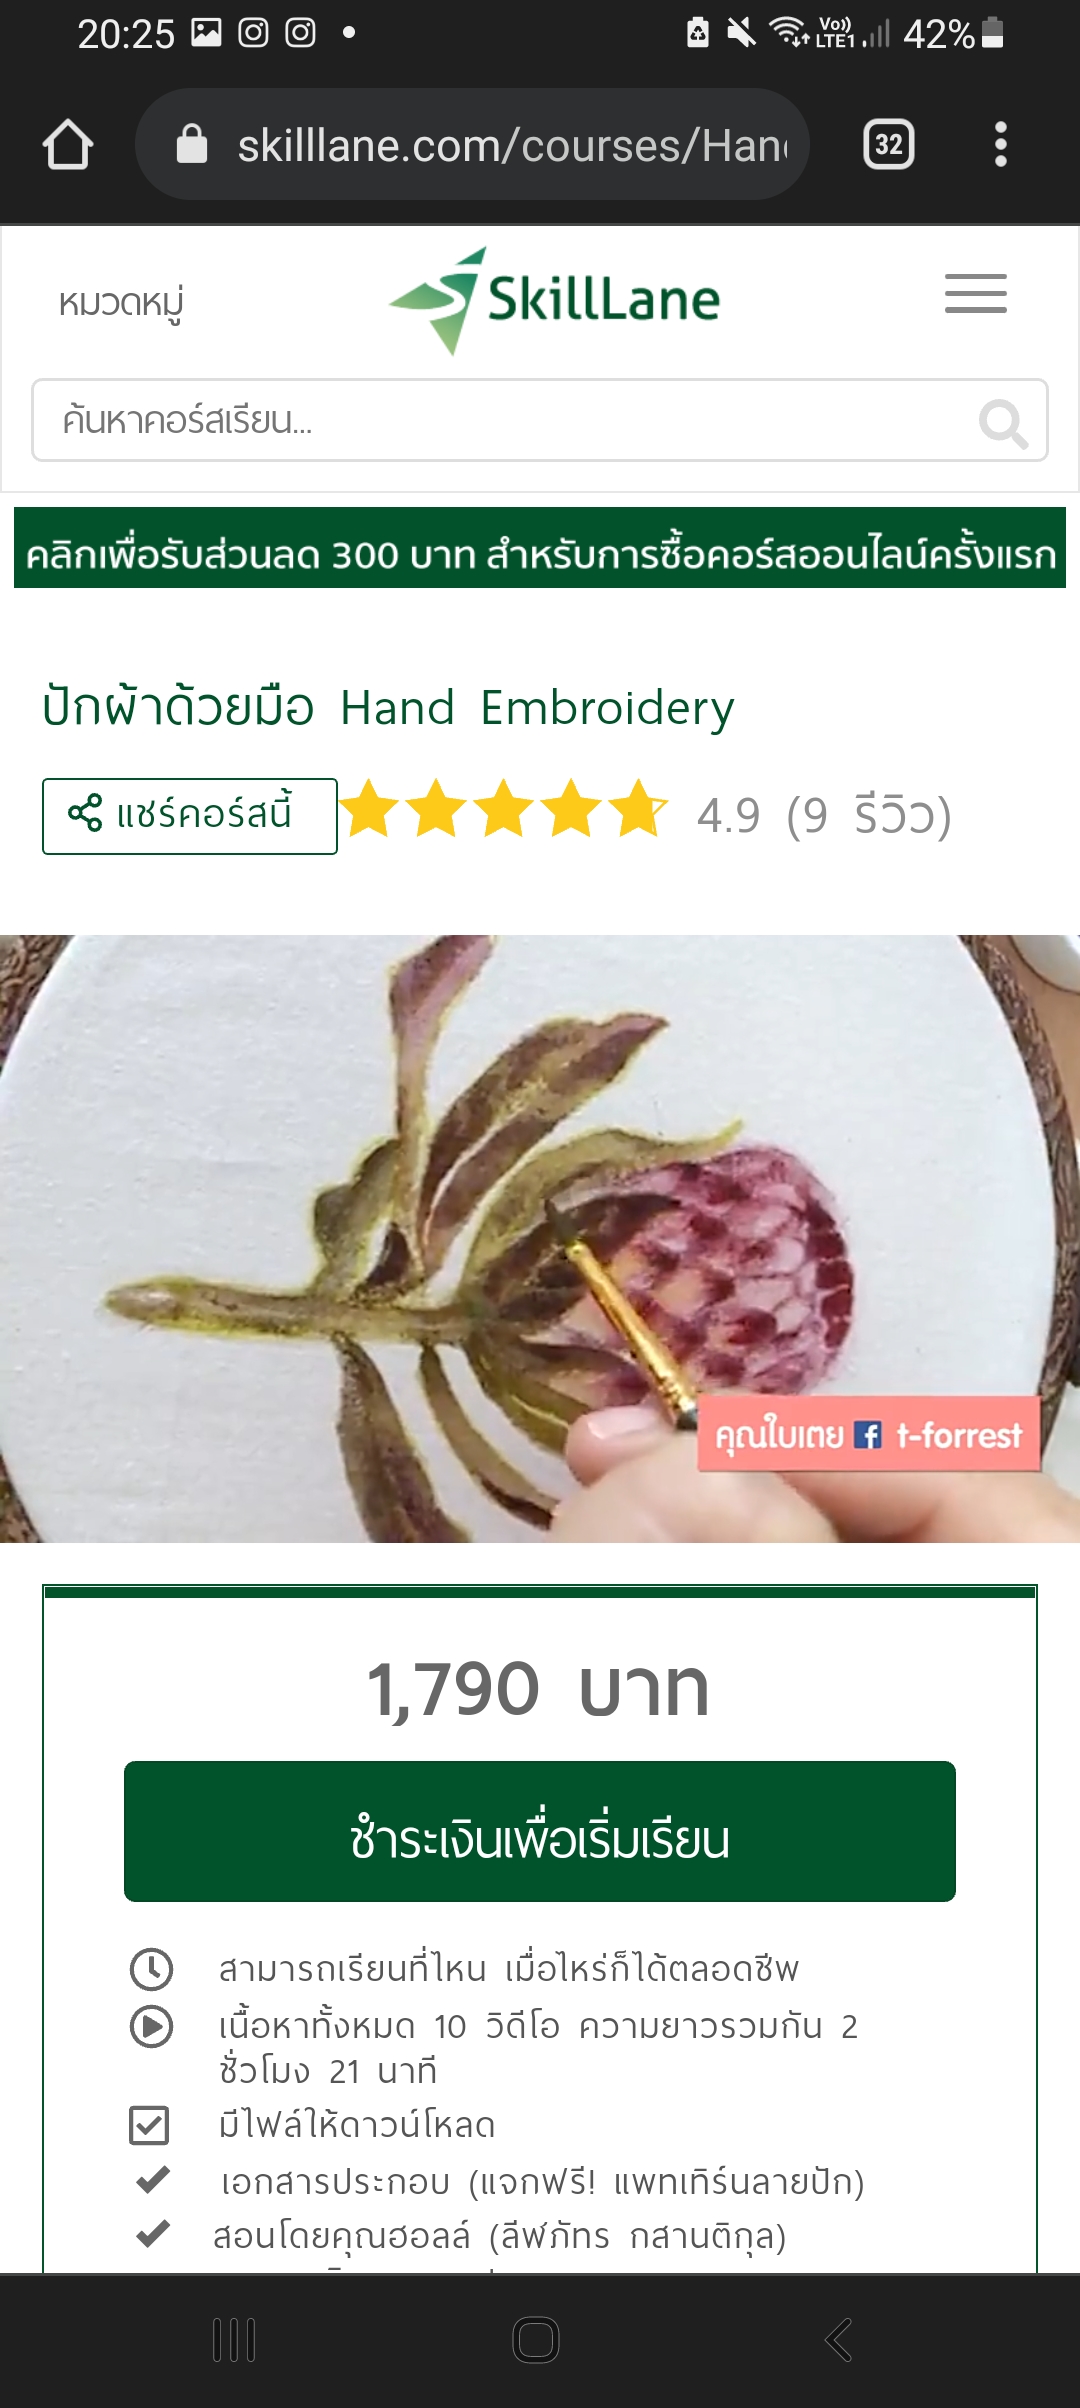 20:25
Vo)) LTE1
42%
skilllane.com/courses/Han
32
หมวดหมู่
SkillLane
ค้นหาคอร์สเรียน...
คลิกเพื่อรับส่วนลด 300 บาท สำหรับการซื้อคอร์สออนไลน์ครั้งแรก
ปักผ้าด้วยมือ Hand Embroidery
แชร์คอร์สนี้
4.9 (9 รีวิว)
คุณใบเตย f t-forrest
1,790 บาท
ชำระเงินเพื่อเริ่มเรียน
สามารถเรียนที่ไหน เมื่อไหร่ก็ได้ตลอดชีพ
เนื้อหาทั้งหมด 10 วิดีโอ ความยาวรวมกัน 2
ชั่วโมง 21 นาที
มีไฟล์ให้ดาวน์โหลด
เอกสารประกอบ (แจกฟรี! แพทเทิร์นลายปัก)
สอนโดยคุณฮอลล์ (ลีฬภัทร กสานติกุล)